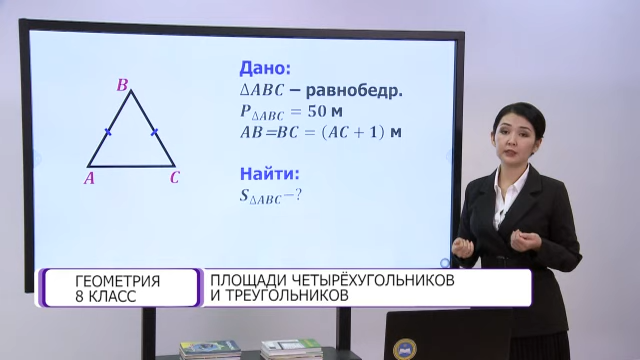 Дано:
ΔABC – равнобедр.
P_ΔABC = 50 м
AB=BC = (AC + 1) м
Найти:
S_ΔABC–?
B
A
C
ГЕОМЕТРИЯ
8 КЛАСС
ПЛОЩАДИ ЧЕТЫРЁХУГОЛЬНИКОВ
И ТРЕУГОЛЬНИКОВ